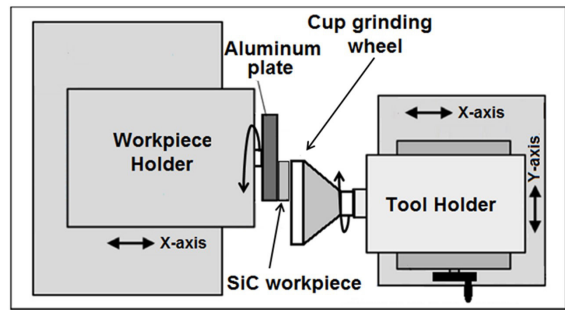 Cup grinding
wheel
Aluminum
plate
X-axis
Workpiece
Holder
Y-axis
Tool Holder
X-axis
SiC workpiece